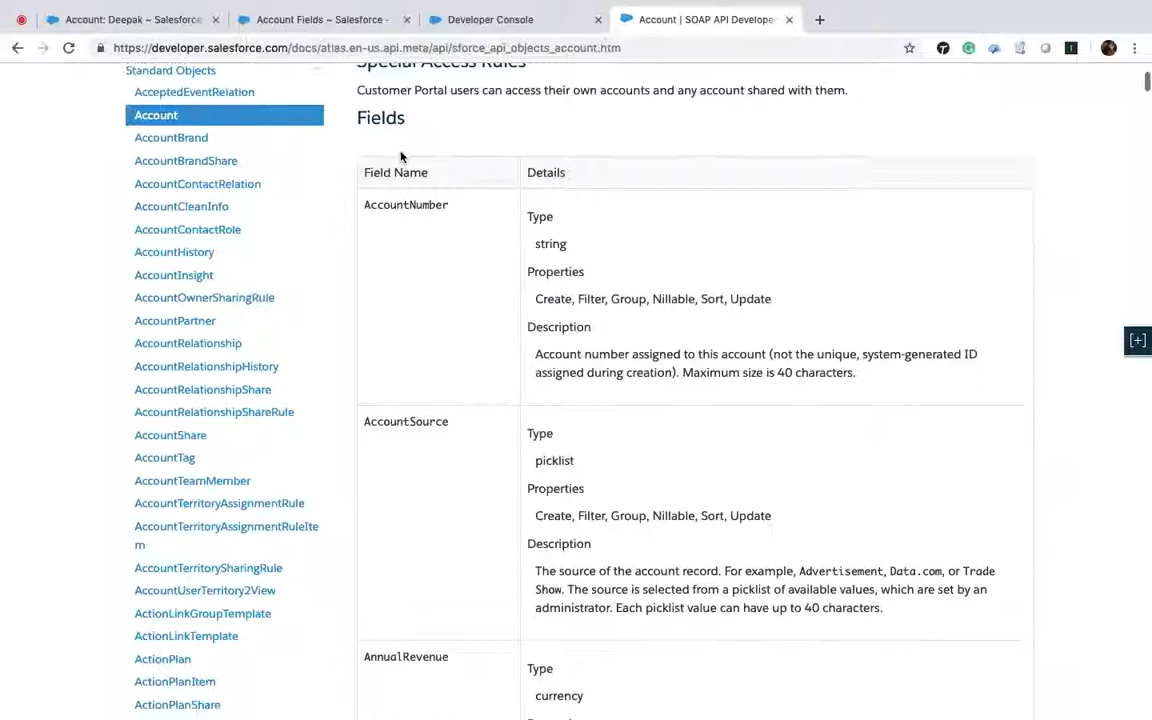 Account: Deepak ~ Salesforce
Account Fields ~ Salesforce -
Developer Console
Account | SOAP API Developer
https://developer.salesforce.com/docs/atlas.en-us.api.meta/api/sforce_api_objects_account.htm
Standard Objects
AcceptedEventRelation
Account
AccountBrand
AccountBrandShare
AccountContactRelation
AccountCleanInfo
AccountContactRole
AccountHistory
AccountInsight
AccountOwnerSharingRule
AccountPartner
AccountRelationship
AccountRelationshipHistory
AccountRelationshipShare
AccountRelationshipShareRule
AccountShare
AccountTag
AccountTeamMember
AccountTerritoryAssignmentRule
AccountTerritoryAssignmentRuleIte
m
AccountTerritorySharingRule
AccountUserTerritory2View
ActionLinkGroupTemplate
ActionLinkTemplate
ActionPlan
ActionPlanItem
ActionPlanShare
Special Access Rules
Customer Portal users can access their own accounts and any account shared with them.
Fields
Field Name
Details
AccountNumber
Type
string
Properties
Create, Filter, Group, Nillable, Sort, Update
Description
Account number assigned to this account (not the unique, system-generated ID
assigned during creation). Maximum size is 40 characters.
AccountSource
Type
picklist
Properties
Create, Filter, Group, Nillable, Sort, Update
Description
The source of the account record. For example, Advertisement, Data.com, or Trade
Show. The source is selected from a picklist of available values, which are set by an
administrator. Each picklist value can have up to 40 characters.
AnnualRevenue
Type
currency
[+]